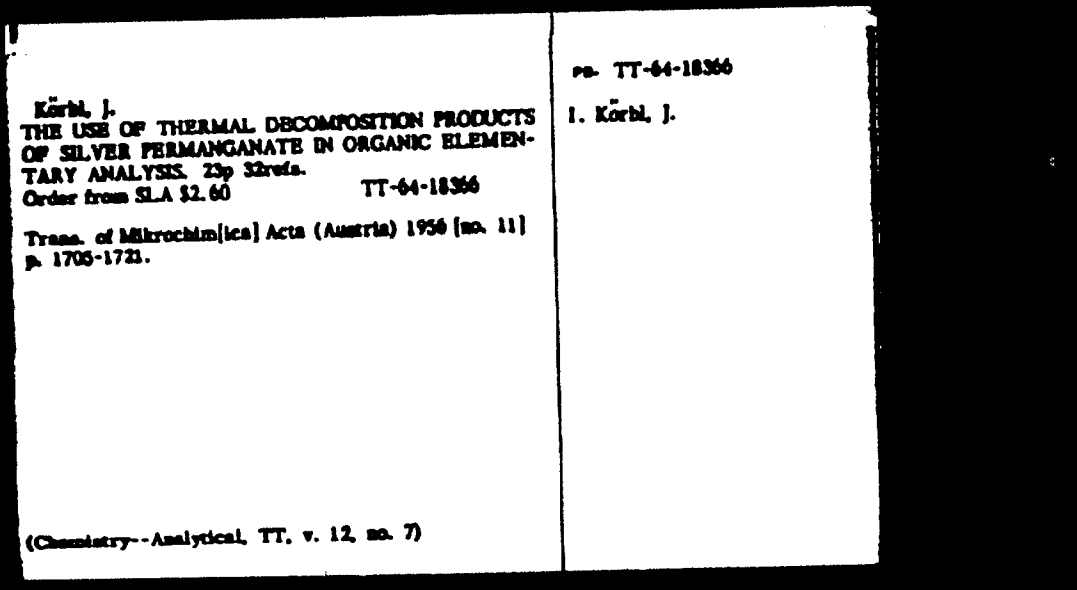 Körbl, J.
THE USE OF THERMAL DECOMPOSITION PRODUCTS
OF SILVER PERMANGANATE IN ORGANIC ELEMEN-
TARY ANALYSIS. 23p 32refs.
Order from SLA $2.60 TT-64-18366
Trans. of Mikrochim[ica] Acta (Austria) 1956 [no. 11]
p. 1705-1721.
(Chemistry--Analytical, TT, v. 12, no. 7)
PB- TT-64-18366
1. Körbl, J.